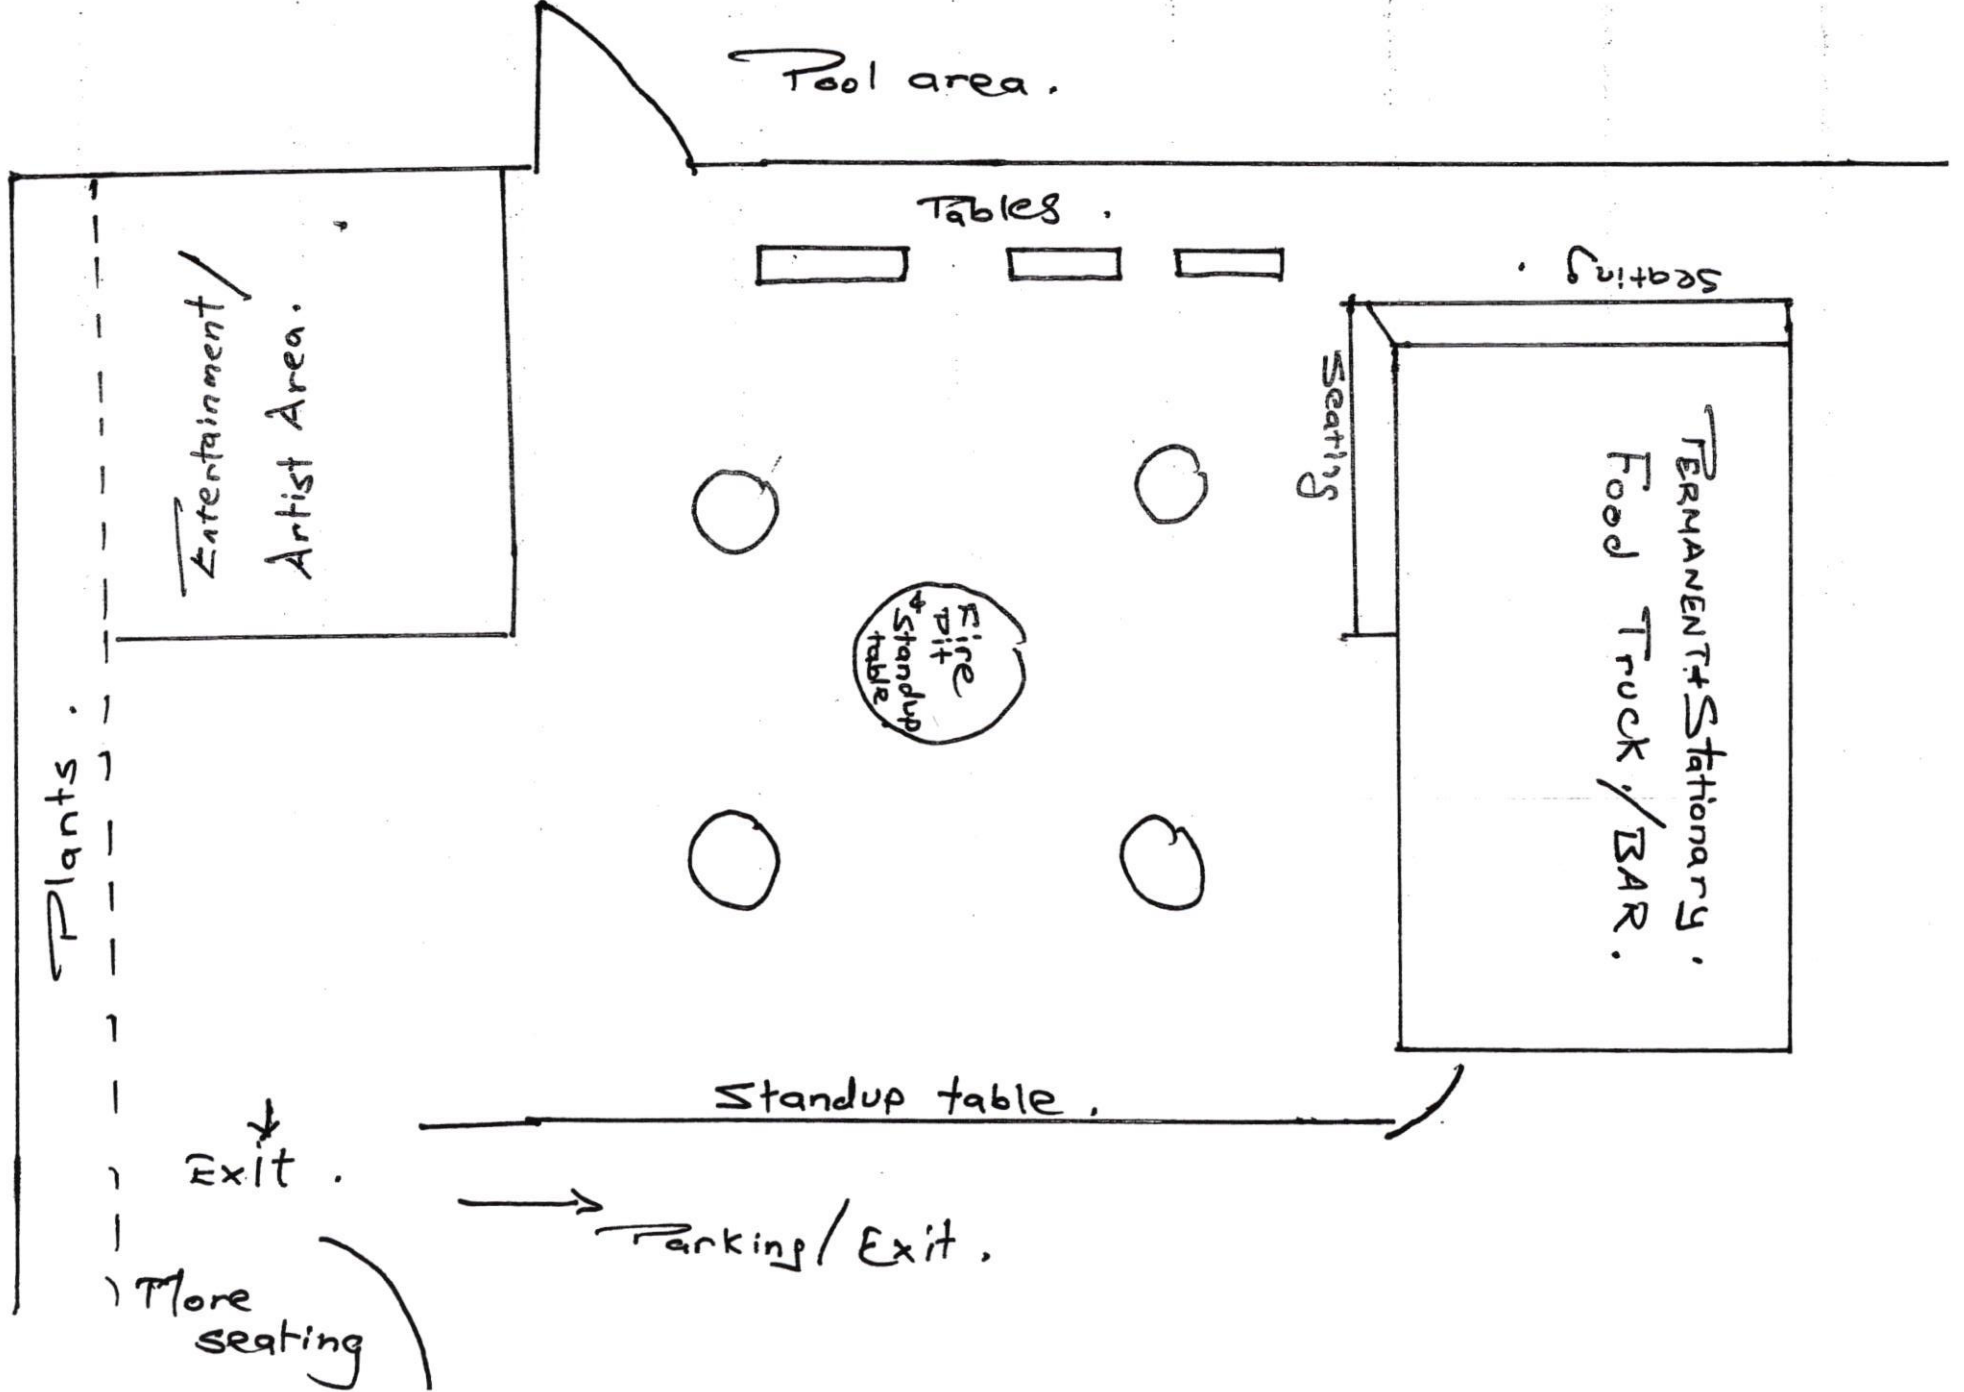 Pool area.
Tables.
seating.
Entertainment/
Artist Area.
seating
PERMANENT + Stationary.
Food Truck/BAR.
Fire
pit
& Standup
table
Plants.
Standup table.
Exit.
Parking/Exit.
More
seating